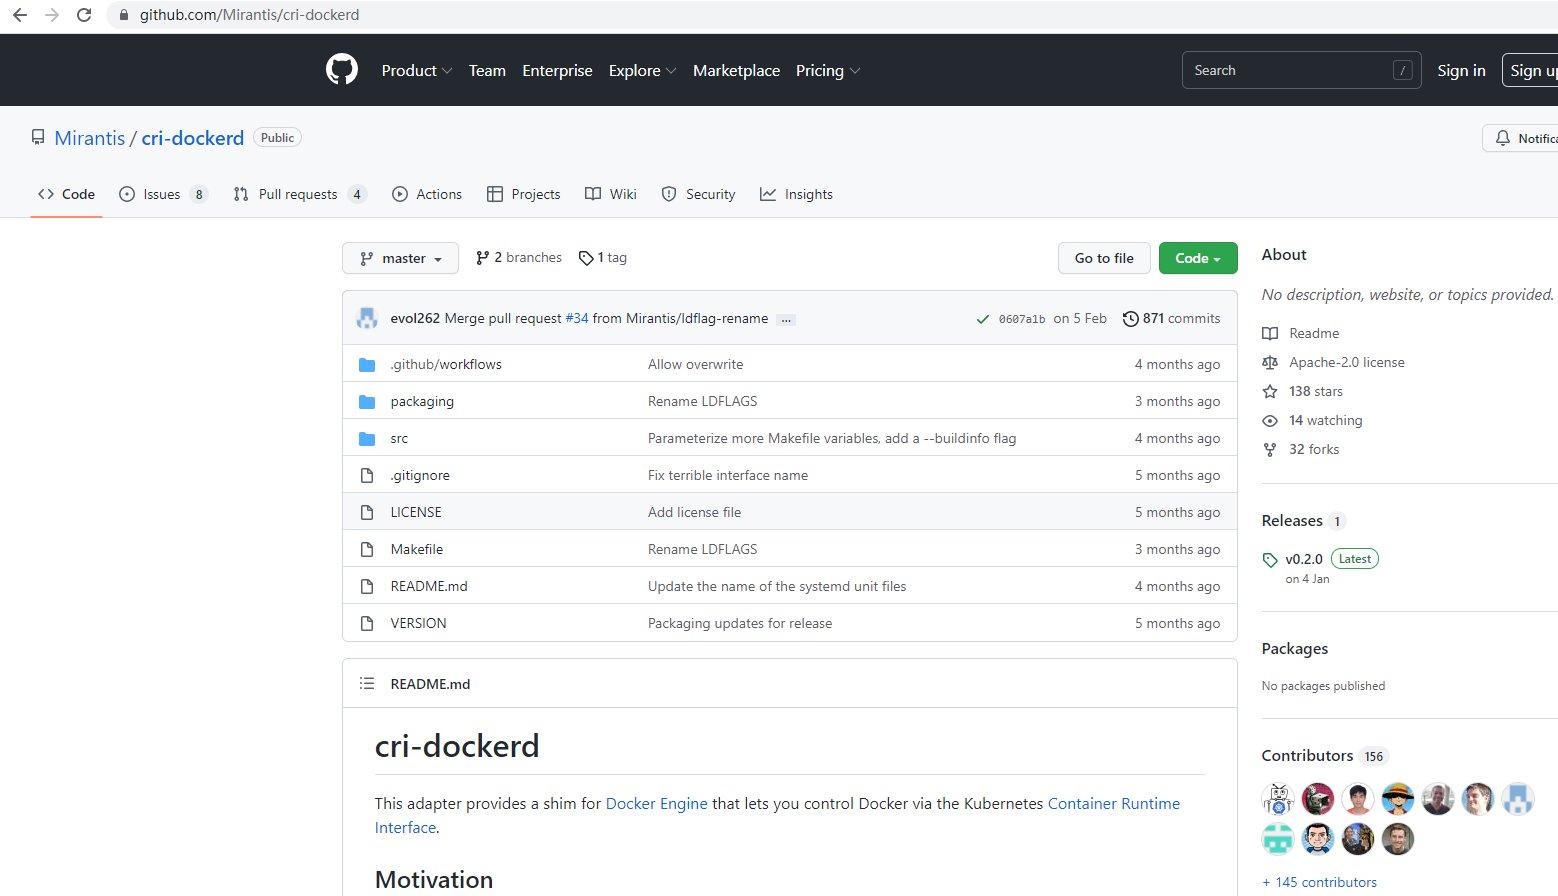 github.com/Mirantis/cri-dockerd
Product Team Enterprise Explore Marketplace Pricing Search / Sign in Sign up
Mirantis / cri-dockerd Public
Notifica
Code Issues 8 Pull requests 4 Actions Projects Wiki Security Insights
master 2 branches 1 tag Go to file Code
evol262 Merge pull request #34 from Mirantis/ldflag-rename ... 0607a1b on 5 Feb 871 commits
.github/workflows Allow overwrite 4 months ago
packaging Rename LDFLAGS 3 months ago
src Parameterize more Makefile variables, add a --buildinfo flag 4 months ago
.gitignore Fix terrible interface name 5 months ago
LICENSE Add license file 5 months ago
Makefile Rename LDFLAGS 3 months ago
README.md Update the name of the systemd unit files 4 months ago
VERSION Packaging updates for release 5 months ago
README.md
cri-dockerd
This adapter provides a shim for Docker Engine that lets you control Docker via the Kubernetes Container Runtime
Interface.
Motivation
About
No description, website, or topics provided.
Readme
Apache-2.0 license
138 stars
14 watching
32 forks
Releases 1
v0.2.0 Latest
on 4 Jan
Packages
No packages published
Contributors 156
+ 145 contributors